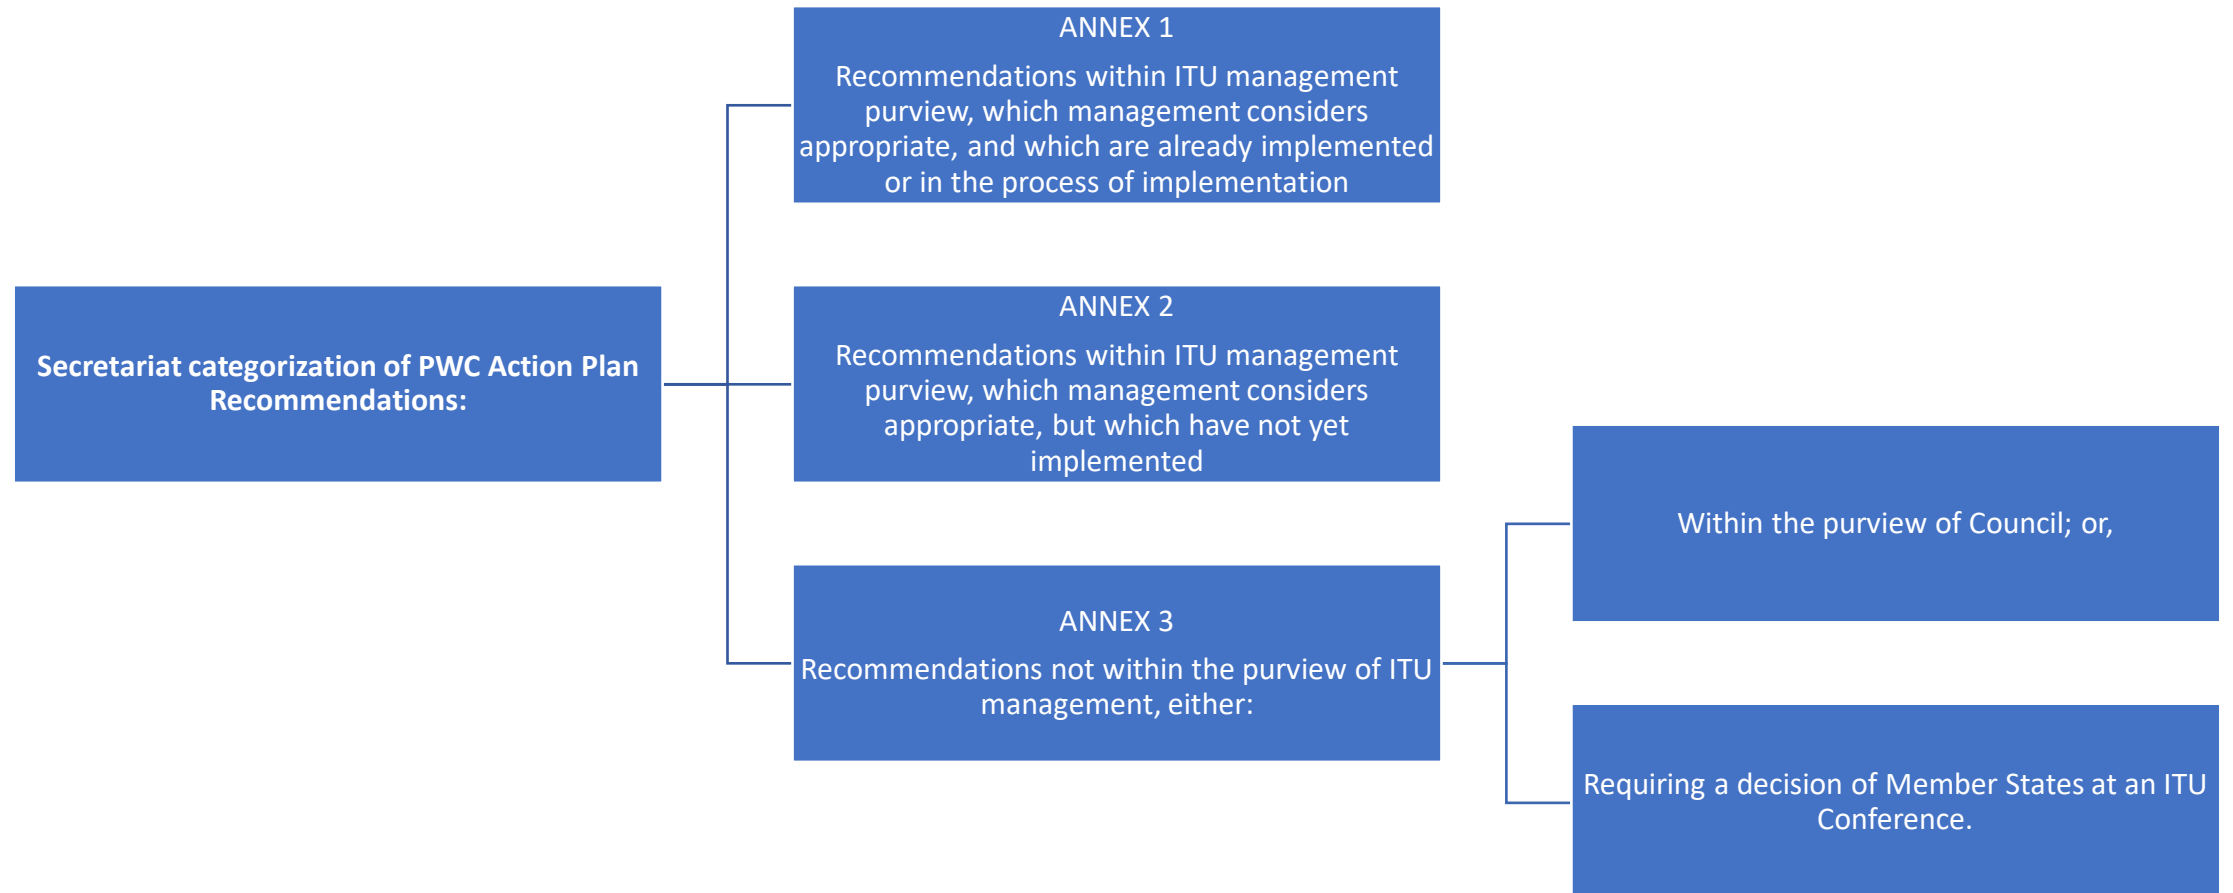 ANNEX 1
Recommendations within ITU management
purview, which management considers
appropriate, and which are already implemented
or in the process of implementation
Secretariat categorization of PWC Action Plan
Recommendations:
ANNEX 2
Recommendations within ITU management
purview, which management considers
appropriate, but which have not yet
implemented
ANNEX 3
Recommendations not within the purview of ITU
management, either:
Within the purview of Council; or,
Requiring a decision of Member States at an ITU
Conference.